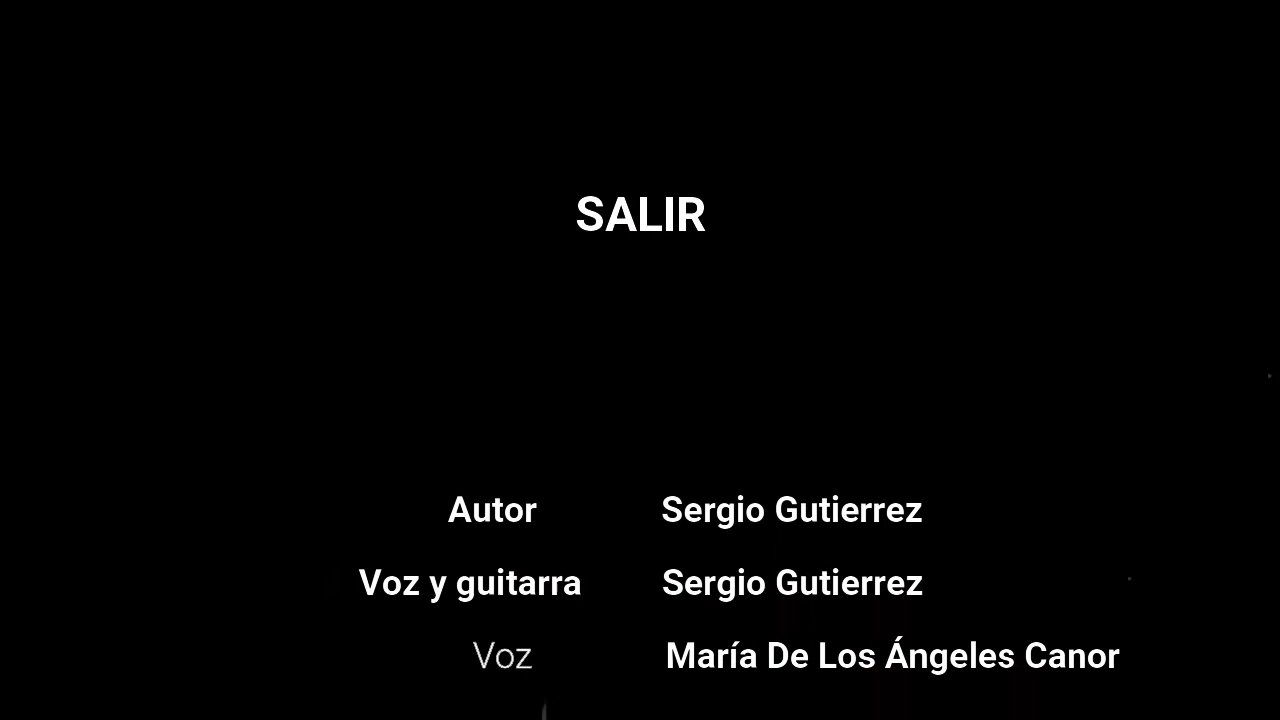 SALIR
Autor Sergio Gutierrez
Voz y guitarra Sergio Gutierrez
Voz María De Los Ángeles Canor